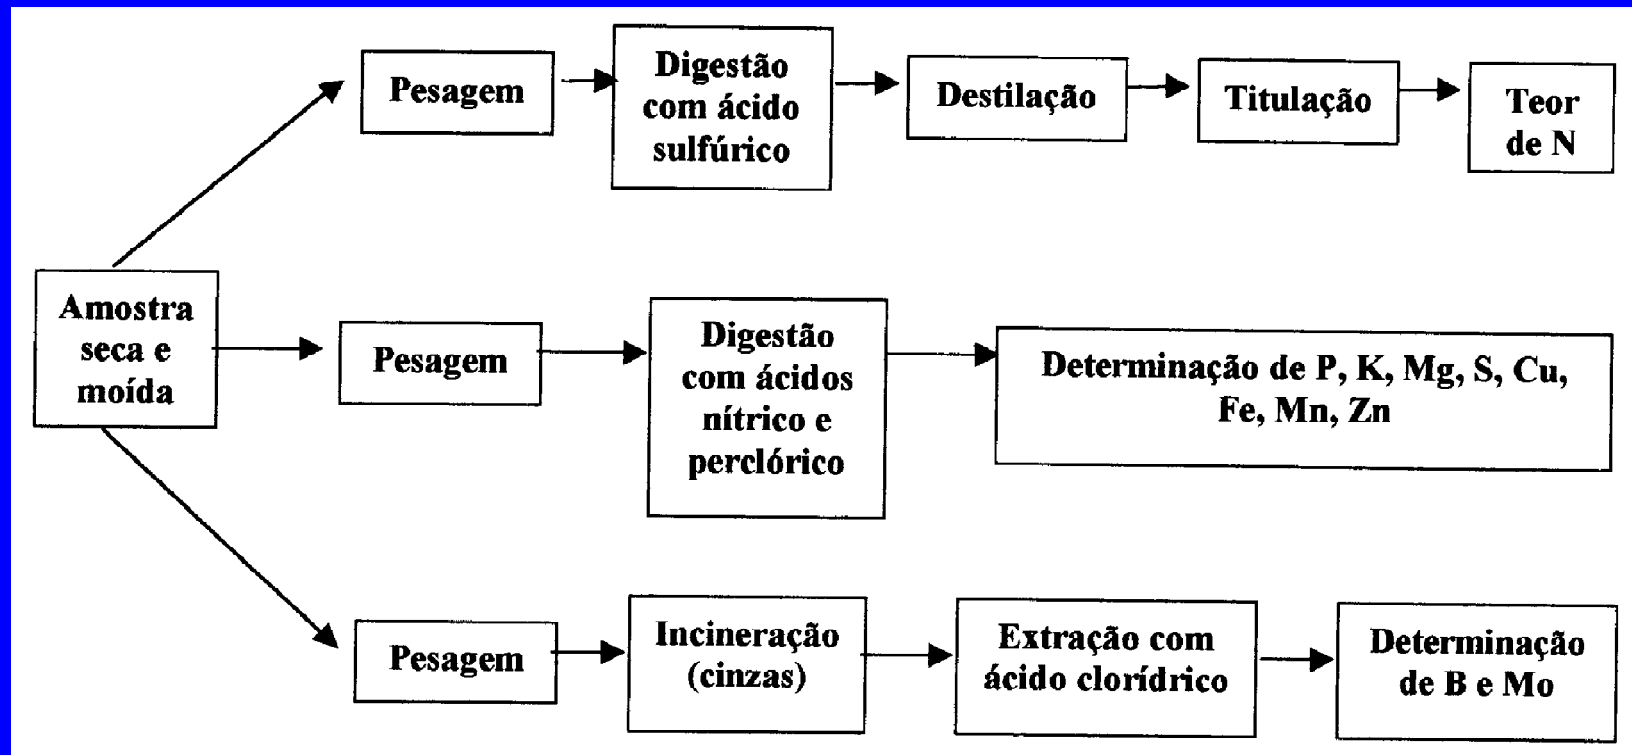 Pesagem
Digestão
com ácido
sulfúrico
Destilação
Titulação
Teor
de N
Amostra
seca e
moída
Pesagem
Digestão
com ácidos
nítrico e
perclórico
Determinação de P, K, Mg, S, Cu,
Fe, Mn, Zn
Pesagem
Incineração
(cinzas)
Extração com
ácido clorídrico
Determinação
de B e Mo